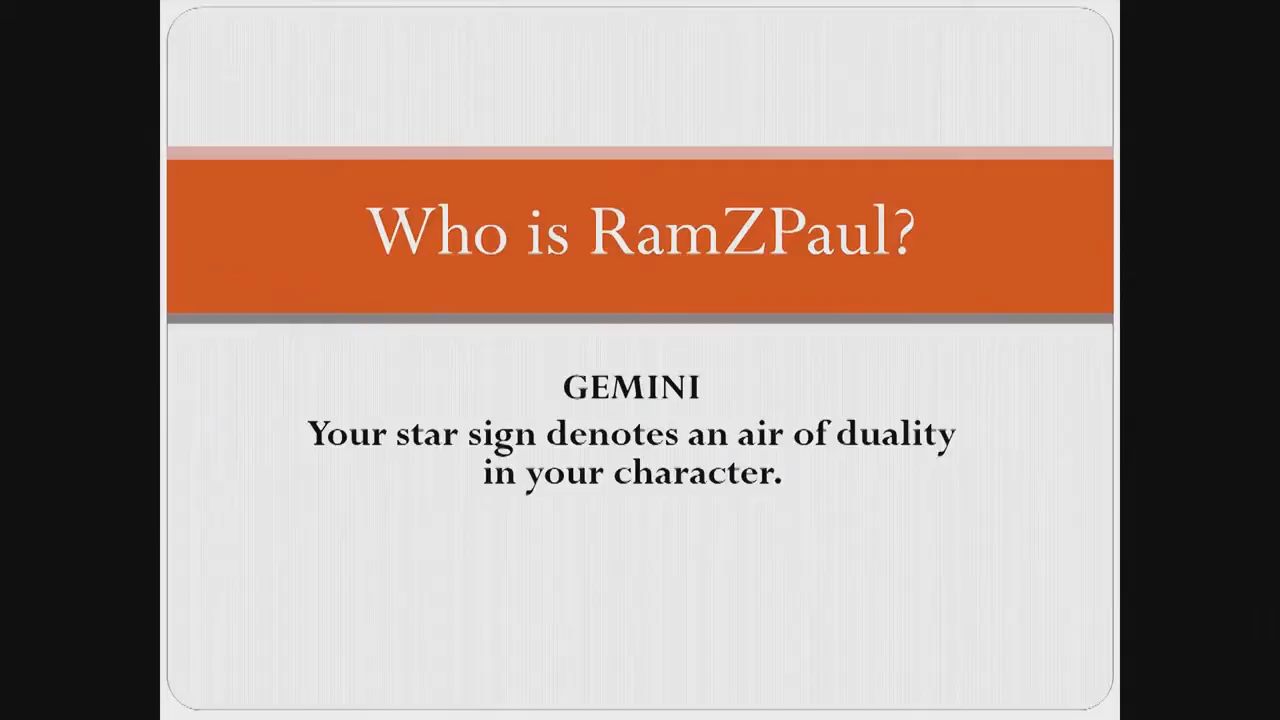 Who is RamZPaul?
GEMINI
Your star sign denotes an air of duality
in your character.